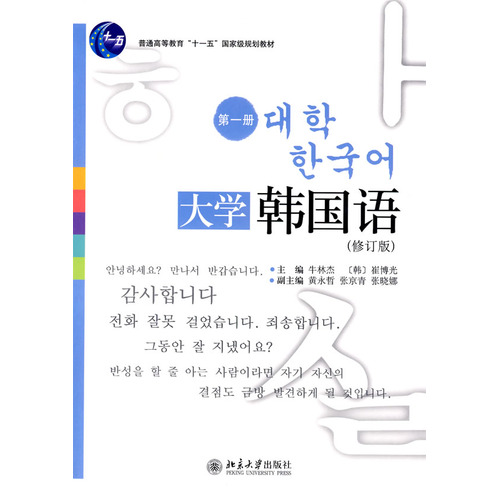 十一五
普通高等教育“十一五”国家级规划教材
第一册
대학
한국어
大学 韩国语
(修订版)
主 编 牛林杰 〔韩〕崔博光
副主编 黄永哲 张京青 张晓娜
안녕하세요? 만나서 반갑습니다.
감사합니다
전화 잘못 걸었습니다. 죄송합니다.
그동안 잘 지냈어요?
반성을 할 줄 아는 사람이라면 자기 자신의
결점도 금방 발견하게 될 것입니다.
北京大学出版社
PEKING UNIVERSITY PRESS